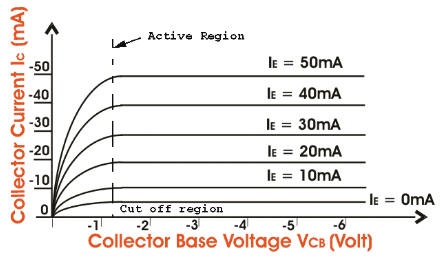 Active Region
Collector Current Ic (mA)
-50
-40
-30
-20
-10
0
IE = 50mA
IE = 40mA
IE = 30mA
IE = 20mA
IE = 10mA
IE = 0mA
Cut off region
-1 -2 -3 -4 -5 -6
Collector Base Voltage VCB (Volt)